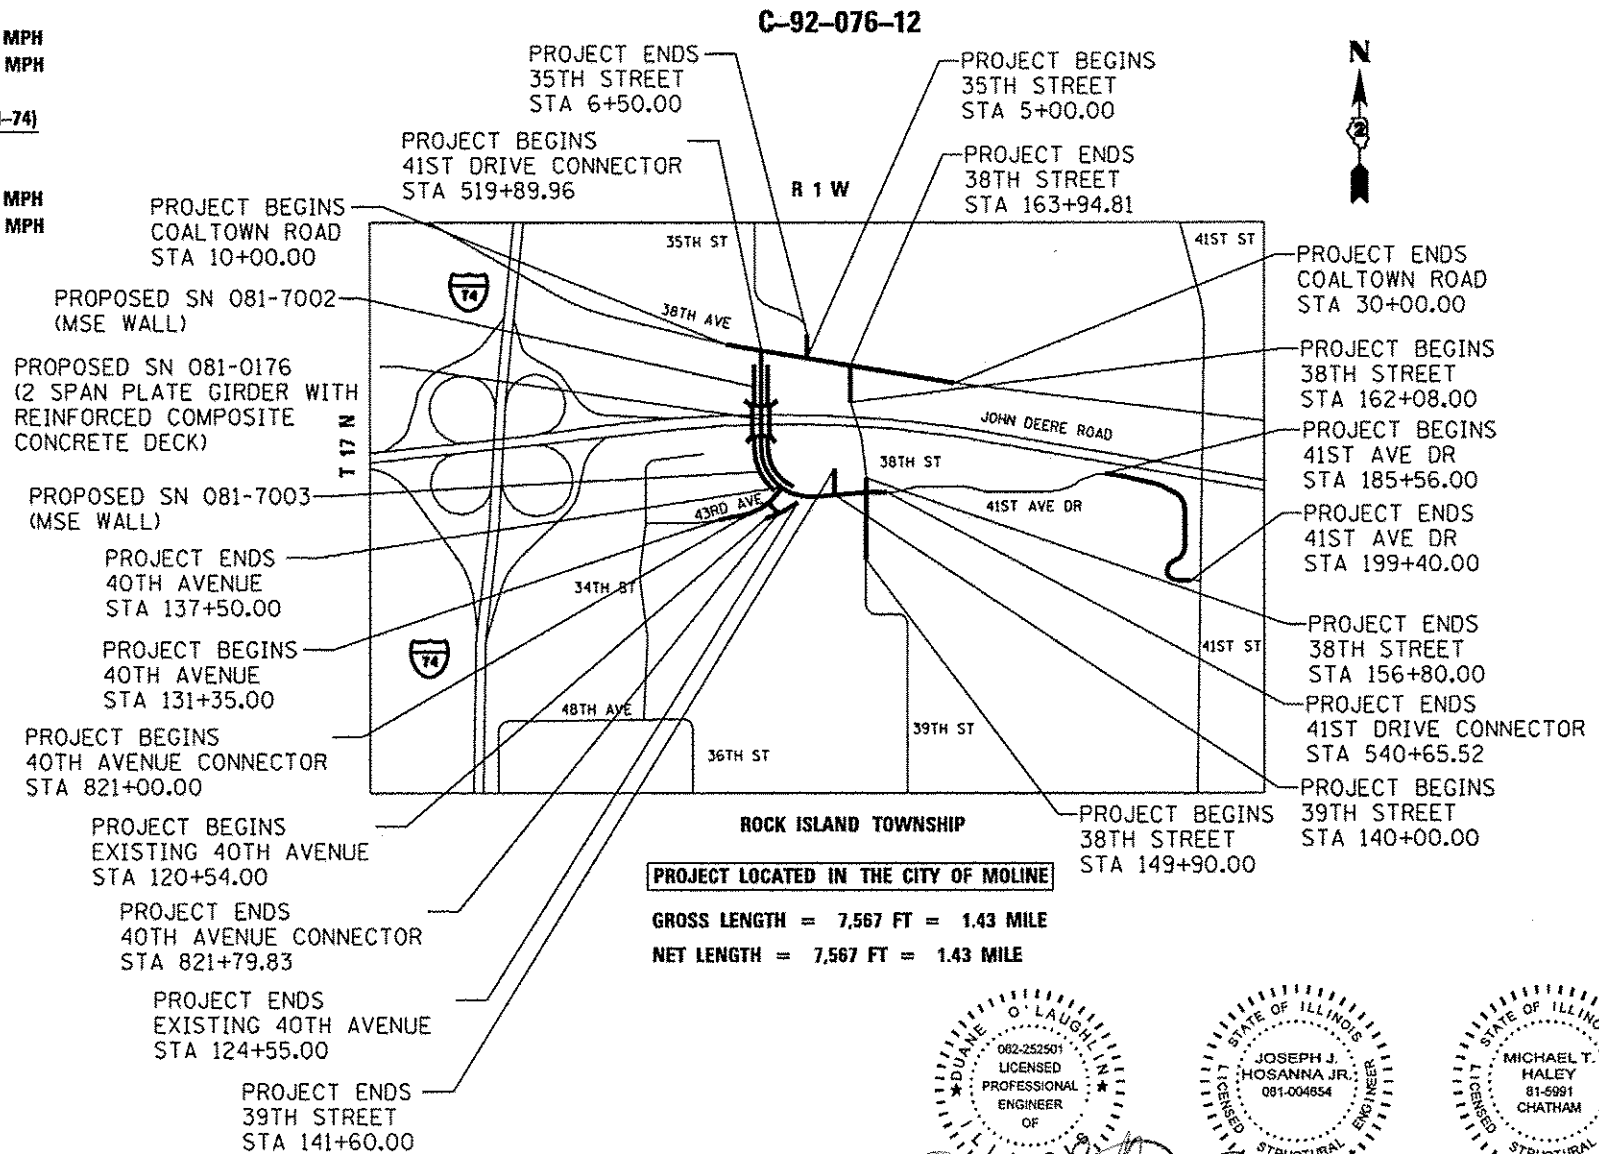 C-92-076-12
MPH
MPH
I-74)
MPH
MPH
PROJECT ENDS
35TH STREET
STA 6+50.00
PROJECT BEGINS
35TH STREET
STA 5+00.00
N
2
PROJECT BEGINS
41ST DRIVE CONNECTOR
STA 519+89.96
R 1 W
PROJECT ENDS
38TH STREET
STA 163+94.81
PROJECT BEGINS
COALTOWN ROAD
STA 10+00.00
PROJECT ENDS
COALTOWN ROAD
STA 30+00.00
PROPOSED SN 081-7002
(MSE WALL)
PROPOSED SN 081-0176
(2 SPAN PLATE GIRDER WITH
REINFORCED COMPOSITE
CONCRETE DECK)
PROPOSED SN 081-7003
(MSE WALL)
PROJECT ENDS
40TH AVENUE
STA 137+50.00
PROJECT BEGINS
40TH AVENUE
STA 131+35.00
PROJECT BEGINS
40TH AVENUE CONNECTOR
STA 821+00.00
PROJECT BEGINS
EXISTING 40TH AVENUE
STA 120+54.00
PROJECT ENDS
40TH AVENUE CONNECTOR
STA 821+79.83
PROJECT ENDS
EXISTING 40TH AVENUE
STA 124+55.00
PROJECT ENDS
39TH STREET
STA 141+60.00
T 17 N
74
74
35TH ST
41ST ST
38TH AVE
JOHN DEERE ROAD
38TH ST
41ST AVE DR
43RD AVE
34TH ST
41ST ST
48TH AVE
36TH ST
39TH ST
PROJECT BEGINS
38TH STREET
STA 162+08.00
PROJECT BEGINS
41ST AVE DR
STA 185+56.00
PROJECT ENDS
41ST AVE DR
STA 199+40.00
PROJECT ENDS
38TH STREET
STA 156+80.00
PROJECT ENDS
41ST DRIVE CONNECTOR
STA 540+65.52
PROJECT BEGINS
39TH STREET
STA 140+00.00
PROJECT BEGINS
38TH STREET
STA 149+90.00
ROCK ISLAND TOWNSHIP
PROJECT LOCATED IN THE CITY OF MOLINE
GROSS LENGTH = 7,567 FT = 1.43 MILE
NET LENGTH = 7,567 FT = 1.43 MILE
DUANE O'LAUGHLIN
062-252501
LICENSED
PROFESSIONAL
ENGINEER
OF
ILLINOIS
STATE OF ILLINOIS
JOSEPH J.
HOSANNA JR.
081-004654
LICENSED STRUCTURAL ENGINEER
STATE OF ILLINO
MICHAEL T.
HALEY
81-5991
CHATHAM
LICENSED STRUCTURAL